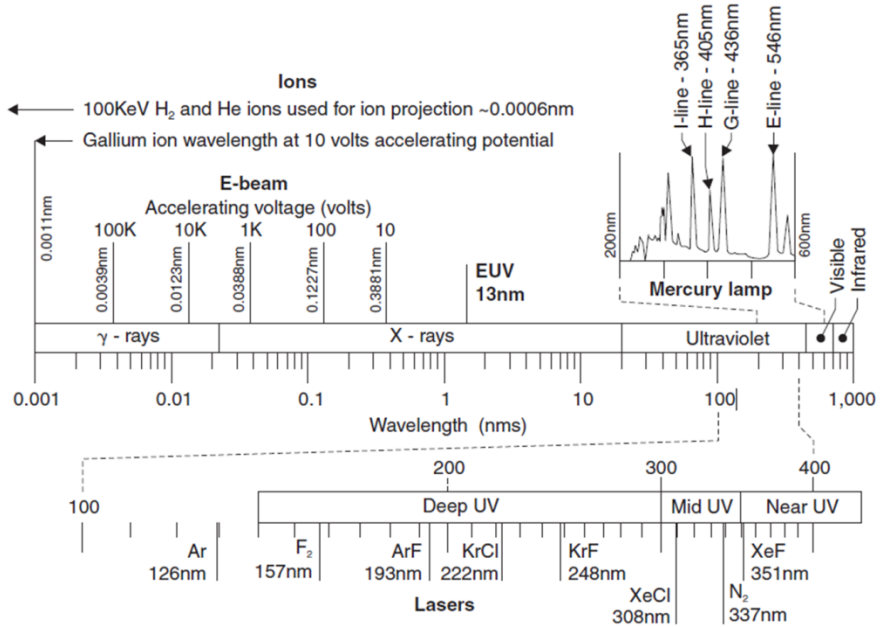 Ions
100KeV H₂ and He ions used for ion projection ~0.0006nm
Gallium ion wavelength at 10 volts accelerating potential
E-beam
Accelerating voltage (volts)
100K 10K 1K 100 10
0.0011nm
0.0039nm
0.0123nm
0.0388nm
0.1227nm
0.3881nm
EUV
13nm
I-line - 365nm
H-line - 405nm
G-line - 436nm
E-line - 546nm
200nm
600nm
Mercury lamp
Visible
Infrared
γ - rays X - rays Ultraviolet
0.001 0.01 0.1 1 10 100 1,000
Wavelength (nms)
100 200 300 400
Deep UV Mid UV Near UV
Ar
126nm
F₂
157nm
ArF
193nm
KrCl
222nm
KrF
248nm
XeCl
308nm
N₂
337nm
XeF
351nm
Lasers